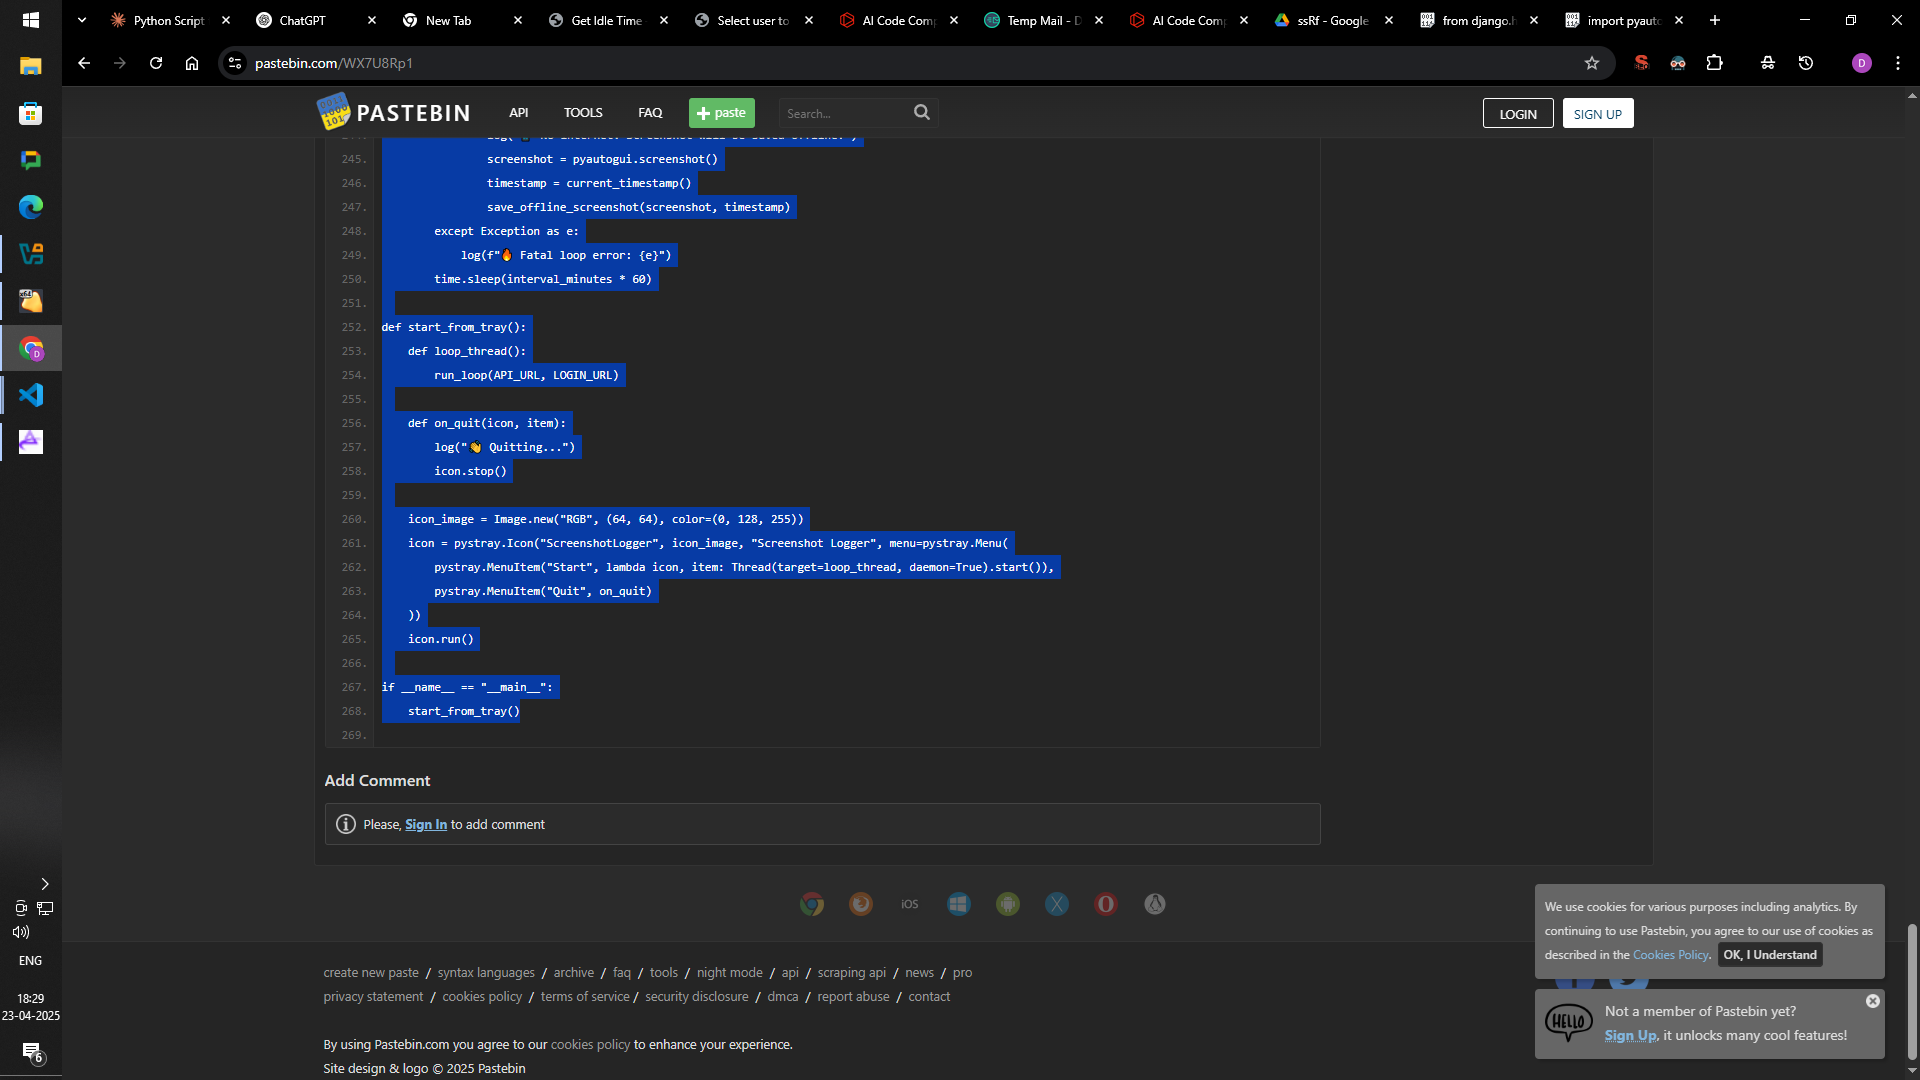 Python Script
ChatGPT
New Tab
Get Idle Time
Select user to
AI Code Comp
Temp Mail - D
AI Code Comp
ssRf - Google
from django.h
import pyauto
pastebin.com/WX7U8Rp1
D
PASTEBIN
API
TOOLS
FAQ
+ paste
Search...
LOGIN
SIGN UP
245. screenshot = pyautogui.screenshot()
246. timestamp = current_timestamp()
247. save_offline_screenshot(screenshot, timestamp)
248. except Exception as e:
249. log(f"🔥 Fatal loop error: {e}")
250. time.sleep(interval_minutes * 60)
251.
252. def start_from_tray():
253. def loop_thread():
254. run_loop(API_URL, LOGIN_URL)
255.
256. def on_quit(icon, item):
257. log("👋 Quitting...")
258. icon.stop()
259.
260. icon_image = Image.new("RGB", (64, 64), color=(0, 128, 255))
261. icon = pystray.Icon("ScreenshotLogger", icon_image, "Screenshot Logger", menu=pystray.Menu(
262. pystray.MenuItem("Start", lambda icon, item: Thread(target=loop_thread, daemon=True).start()),
263. pystray.MenuItem("Quit", on_quit)
264. ))
265. icon.run()
266.
267. if __name__ == "__main__":
268. start_from_tray()
269.
Add Comment
Please, Sign In to add comment
iOS
create new paste / syntax languages / archive / faq / tools / night mode / api / scraping api / news / pro
privacy statement / cookies policy / terms of service / security disclosure / dmca / report abuse / contact
By using Pastebin.com you agree to our cookies policy to enhance your experience.
Site design & logo © 2025 Pastebin
We use cookies for various purposes including analytics. By
continuing to use Pastebin, you agree to our use of cookies as
described in the Cookies Policy. OK, I Understand
HELLO
Not a member of Pastebin yet?
Sign Up, it unlocks many cool features!
ENG
18:29
23-04-2025
6